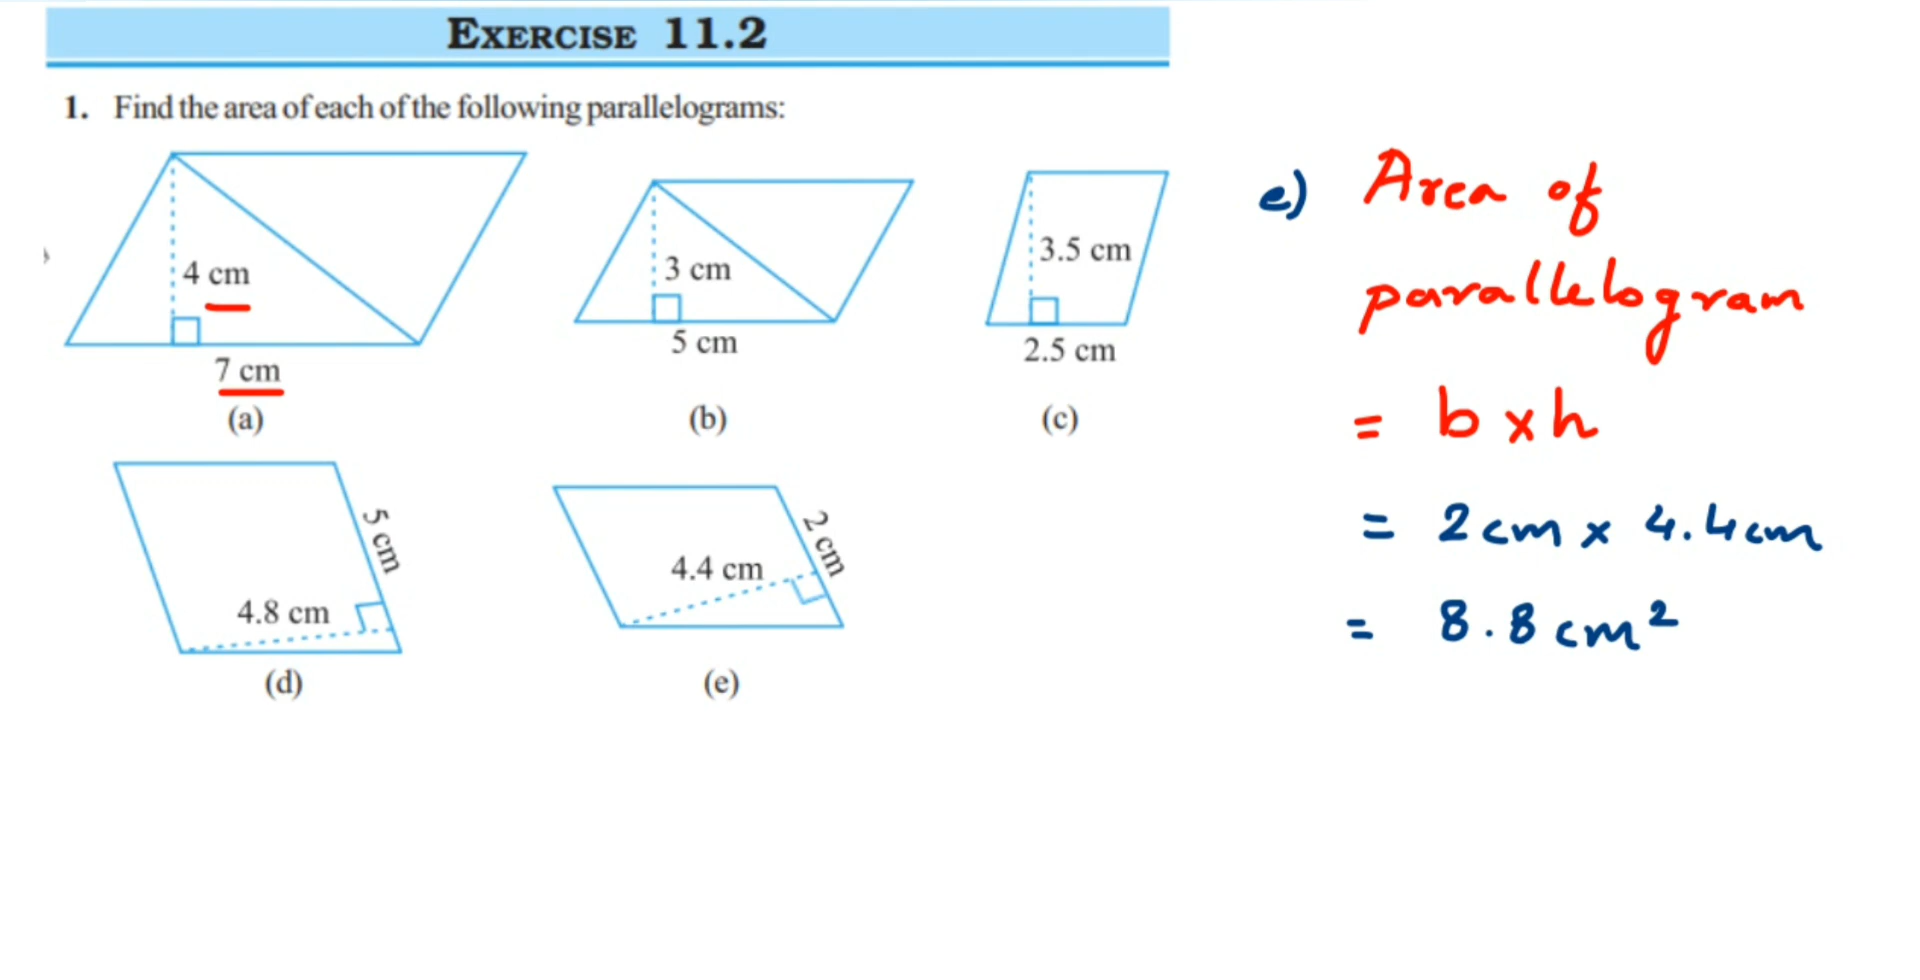 EXERCISE 11.2
1. Find the area of each of the following parallelograms:
4 cm
7 cm
(a)
3 cm
5 cm
(b)
3.5 cm
2.5 cm
(c)
5 cm
4.8 cm
(d)
2 cm
4.4 cm
(e)
e) Area of
parallelogram
= b x h
= 2 cm x 4.4 cm
= 8.8 cm²